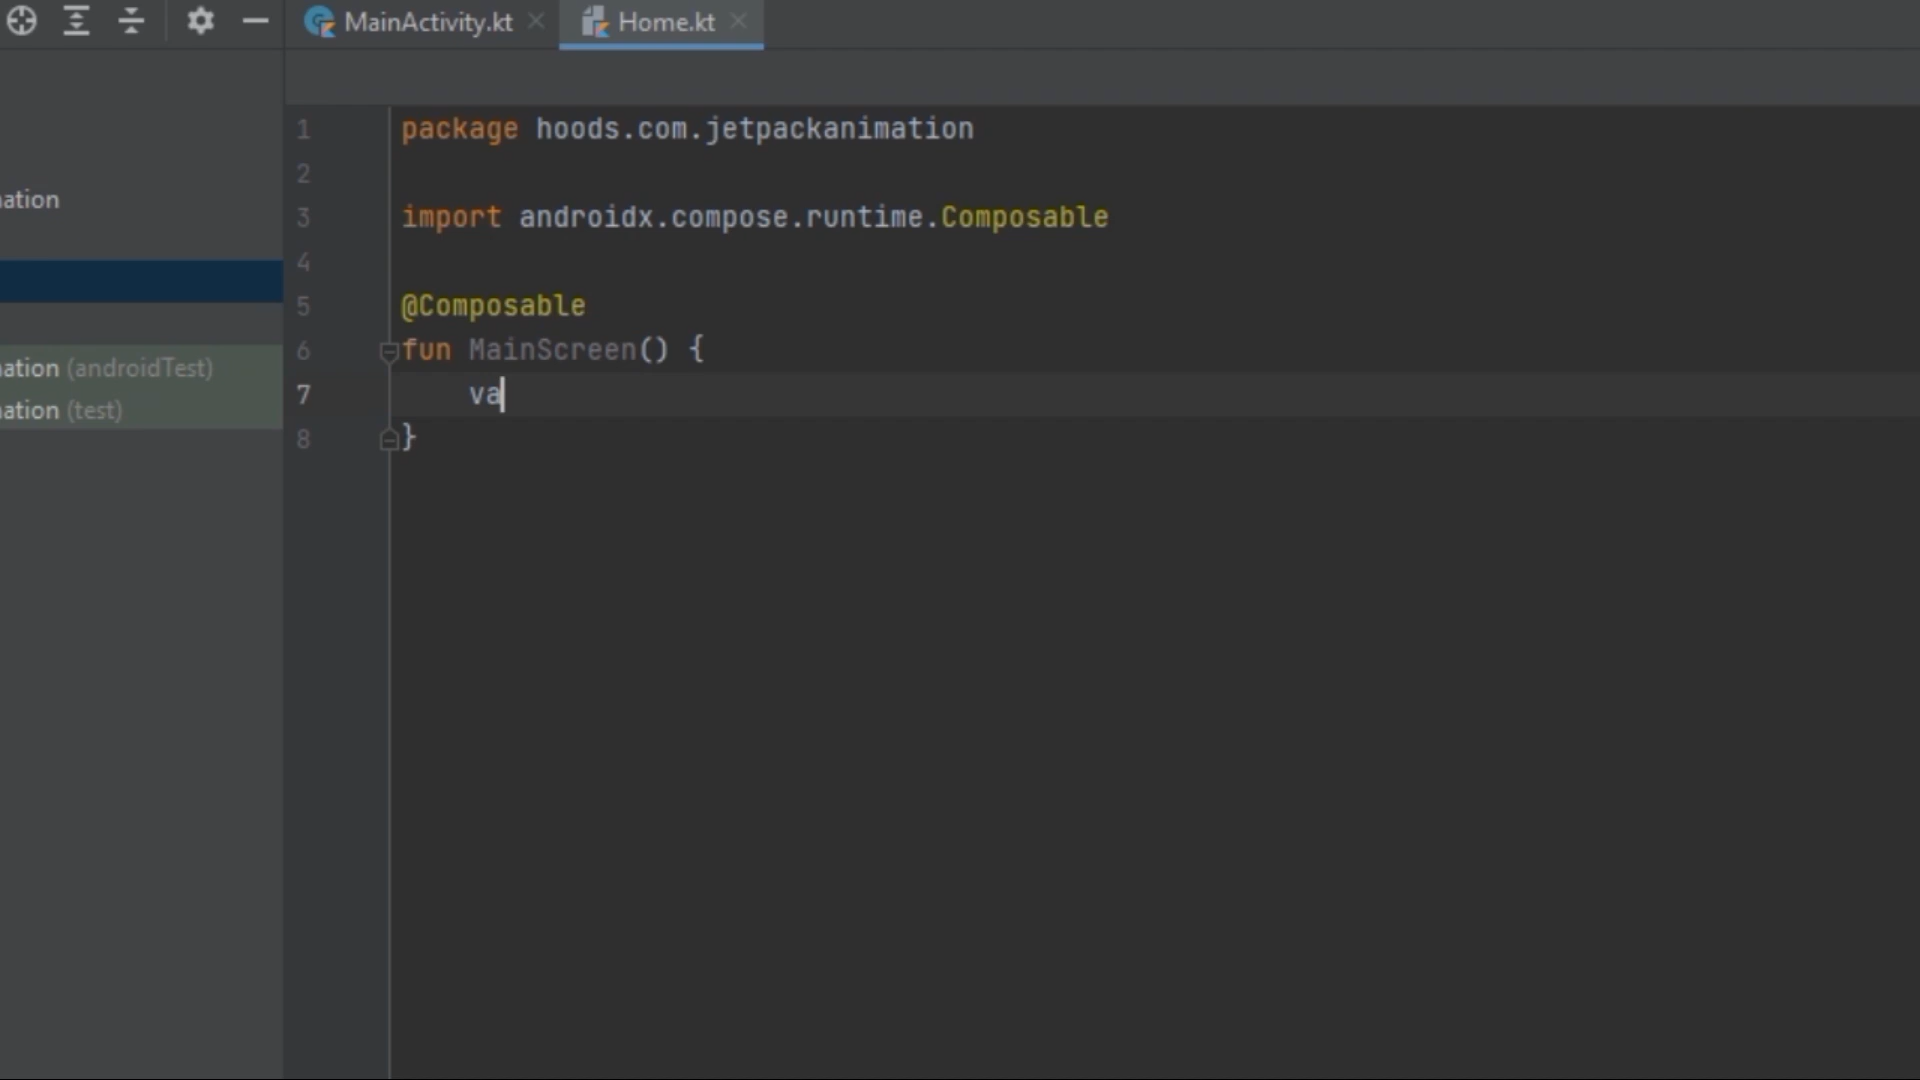 MainActivity.kt Home.kt
1 package hoods.com.jetpackanimation
2
ation
3 import androidx.compose.runtime.Composable
4
5 @Composable
6 fun MainScreen() {
ation (androidTest)
7 va
ation (test)
8 }